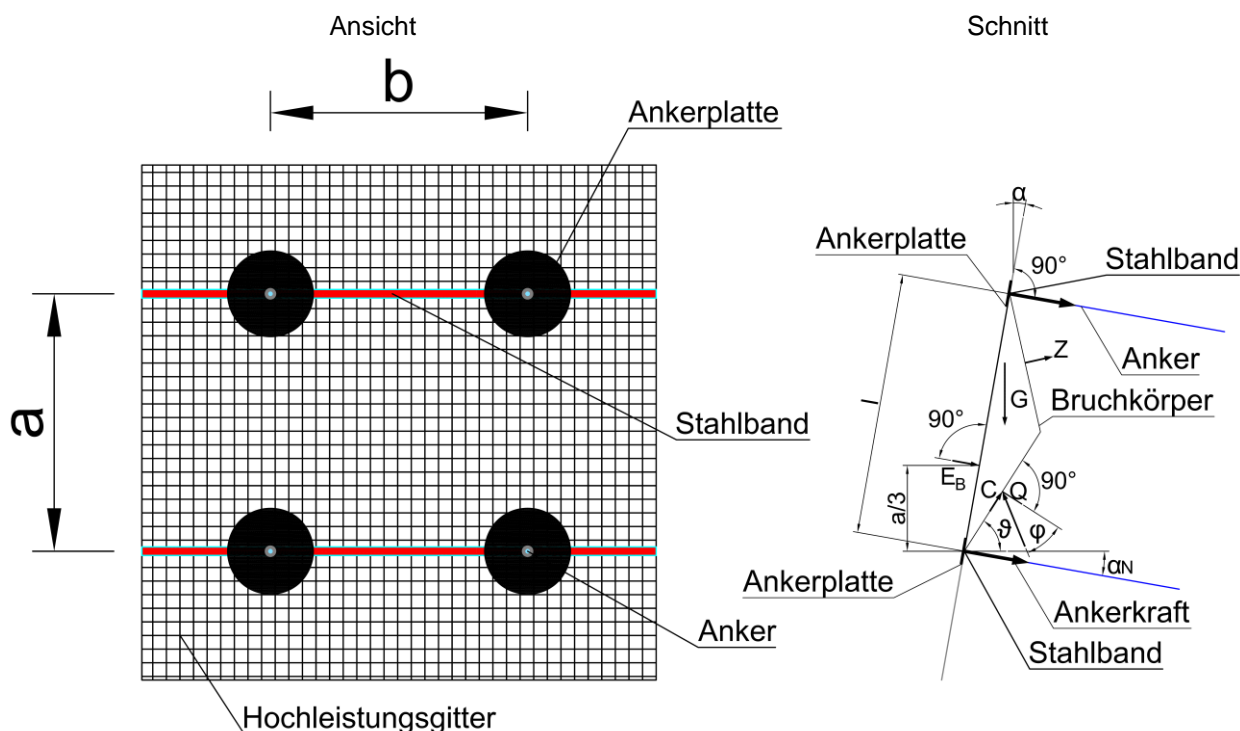 Ansicht
Schnitt
b
Ankerplatte
a
Stahlband
Anker
Hochleistungsgitter
α
Ankerplatte
90°
Stahlband
Anker
Z
l
G
Bruchkörper
90°
E_B
C
Q
90°
a/3
ϑ
φ
α_N
Ankerplatte
Ankerkraft
Stahlband